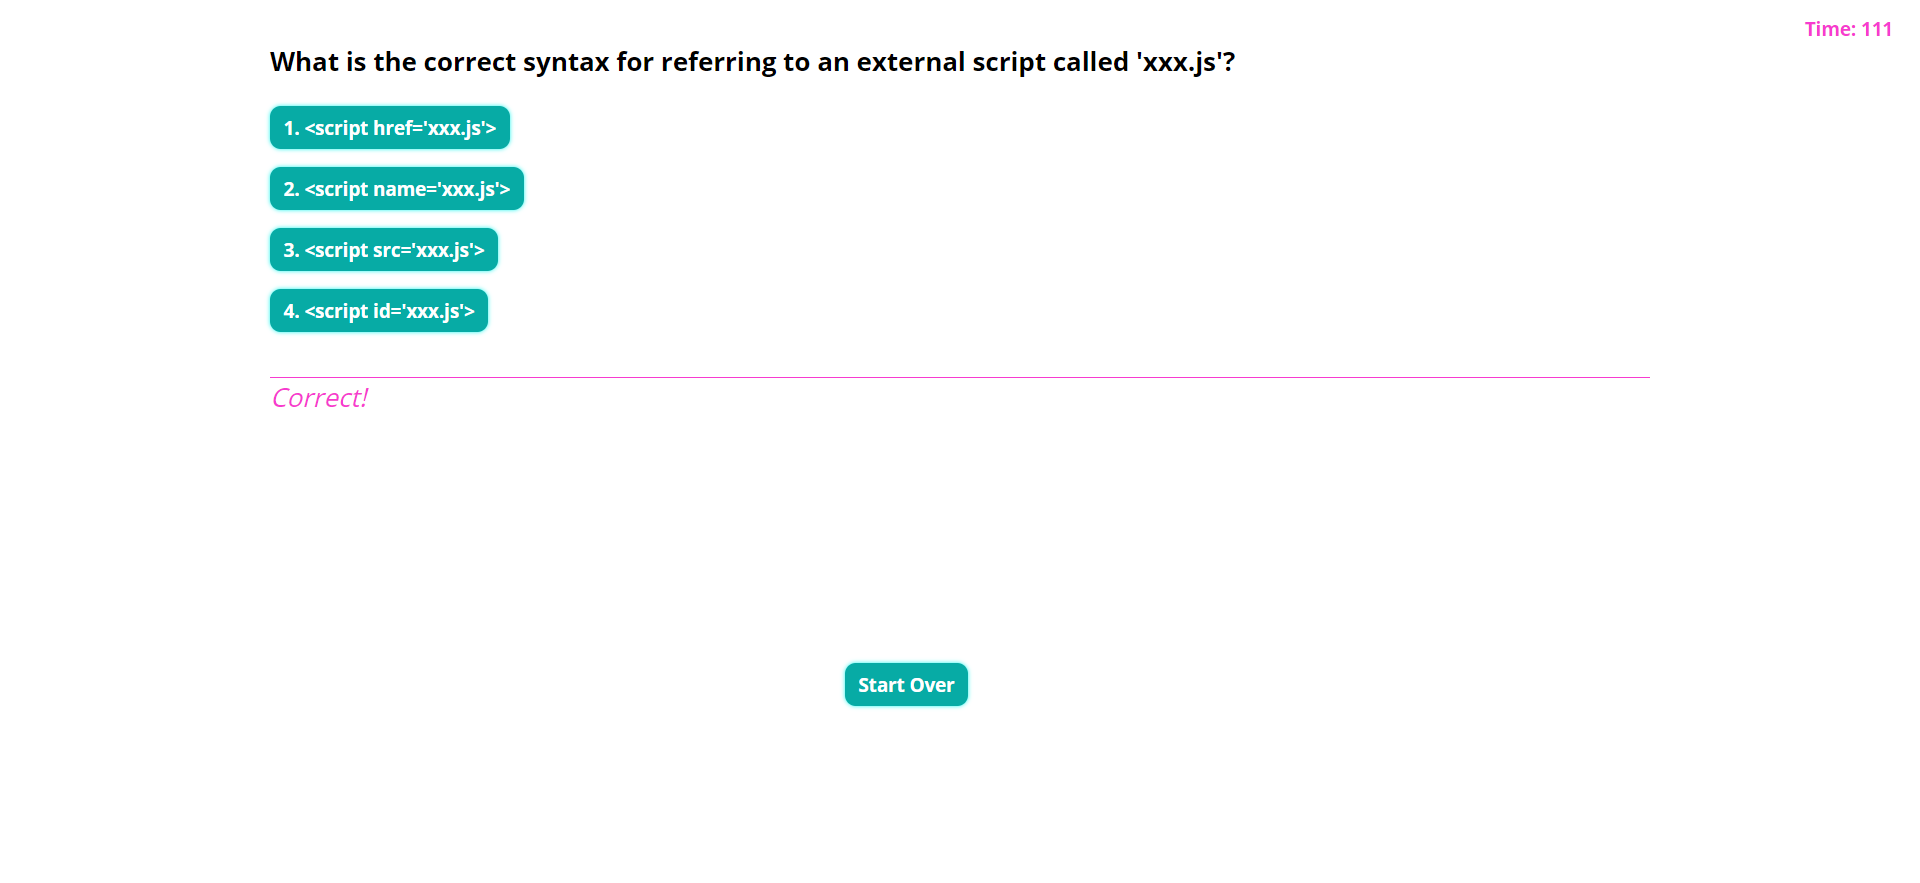 Time: 111
What is the correct syntax for referring to an external script called 'xxx.js'?
1. <script href='xxx.js'>
2. <script name='xxx.js'>
3. <script src='xxx.js'>
4. <script id='xxx.js'>
Correct!
Start Over